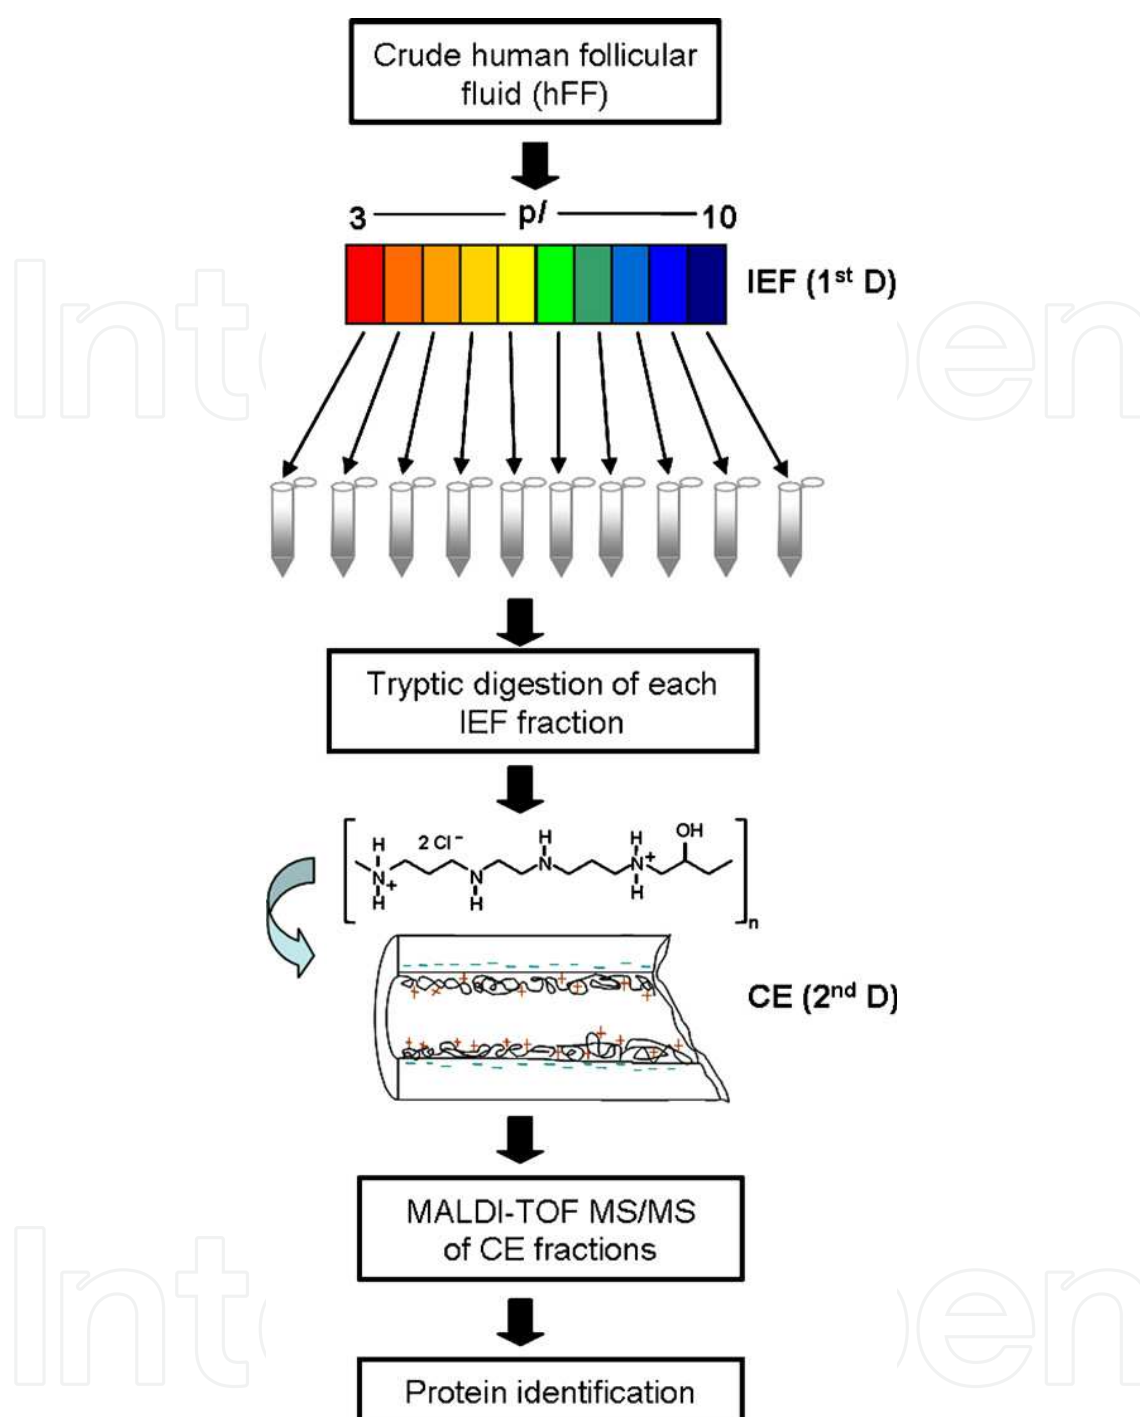 Crude human follicular
fluid (hFF)
3 pI 10
IEF (1st D)
Tryptic digestion of each
IEF fraction
H 2 Cl - H H OH
N + N H N N + H
H
n
CE (2nd D)
MALDI-TOF MS/MS
of CE fractions
Protein identification